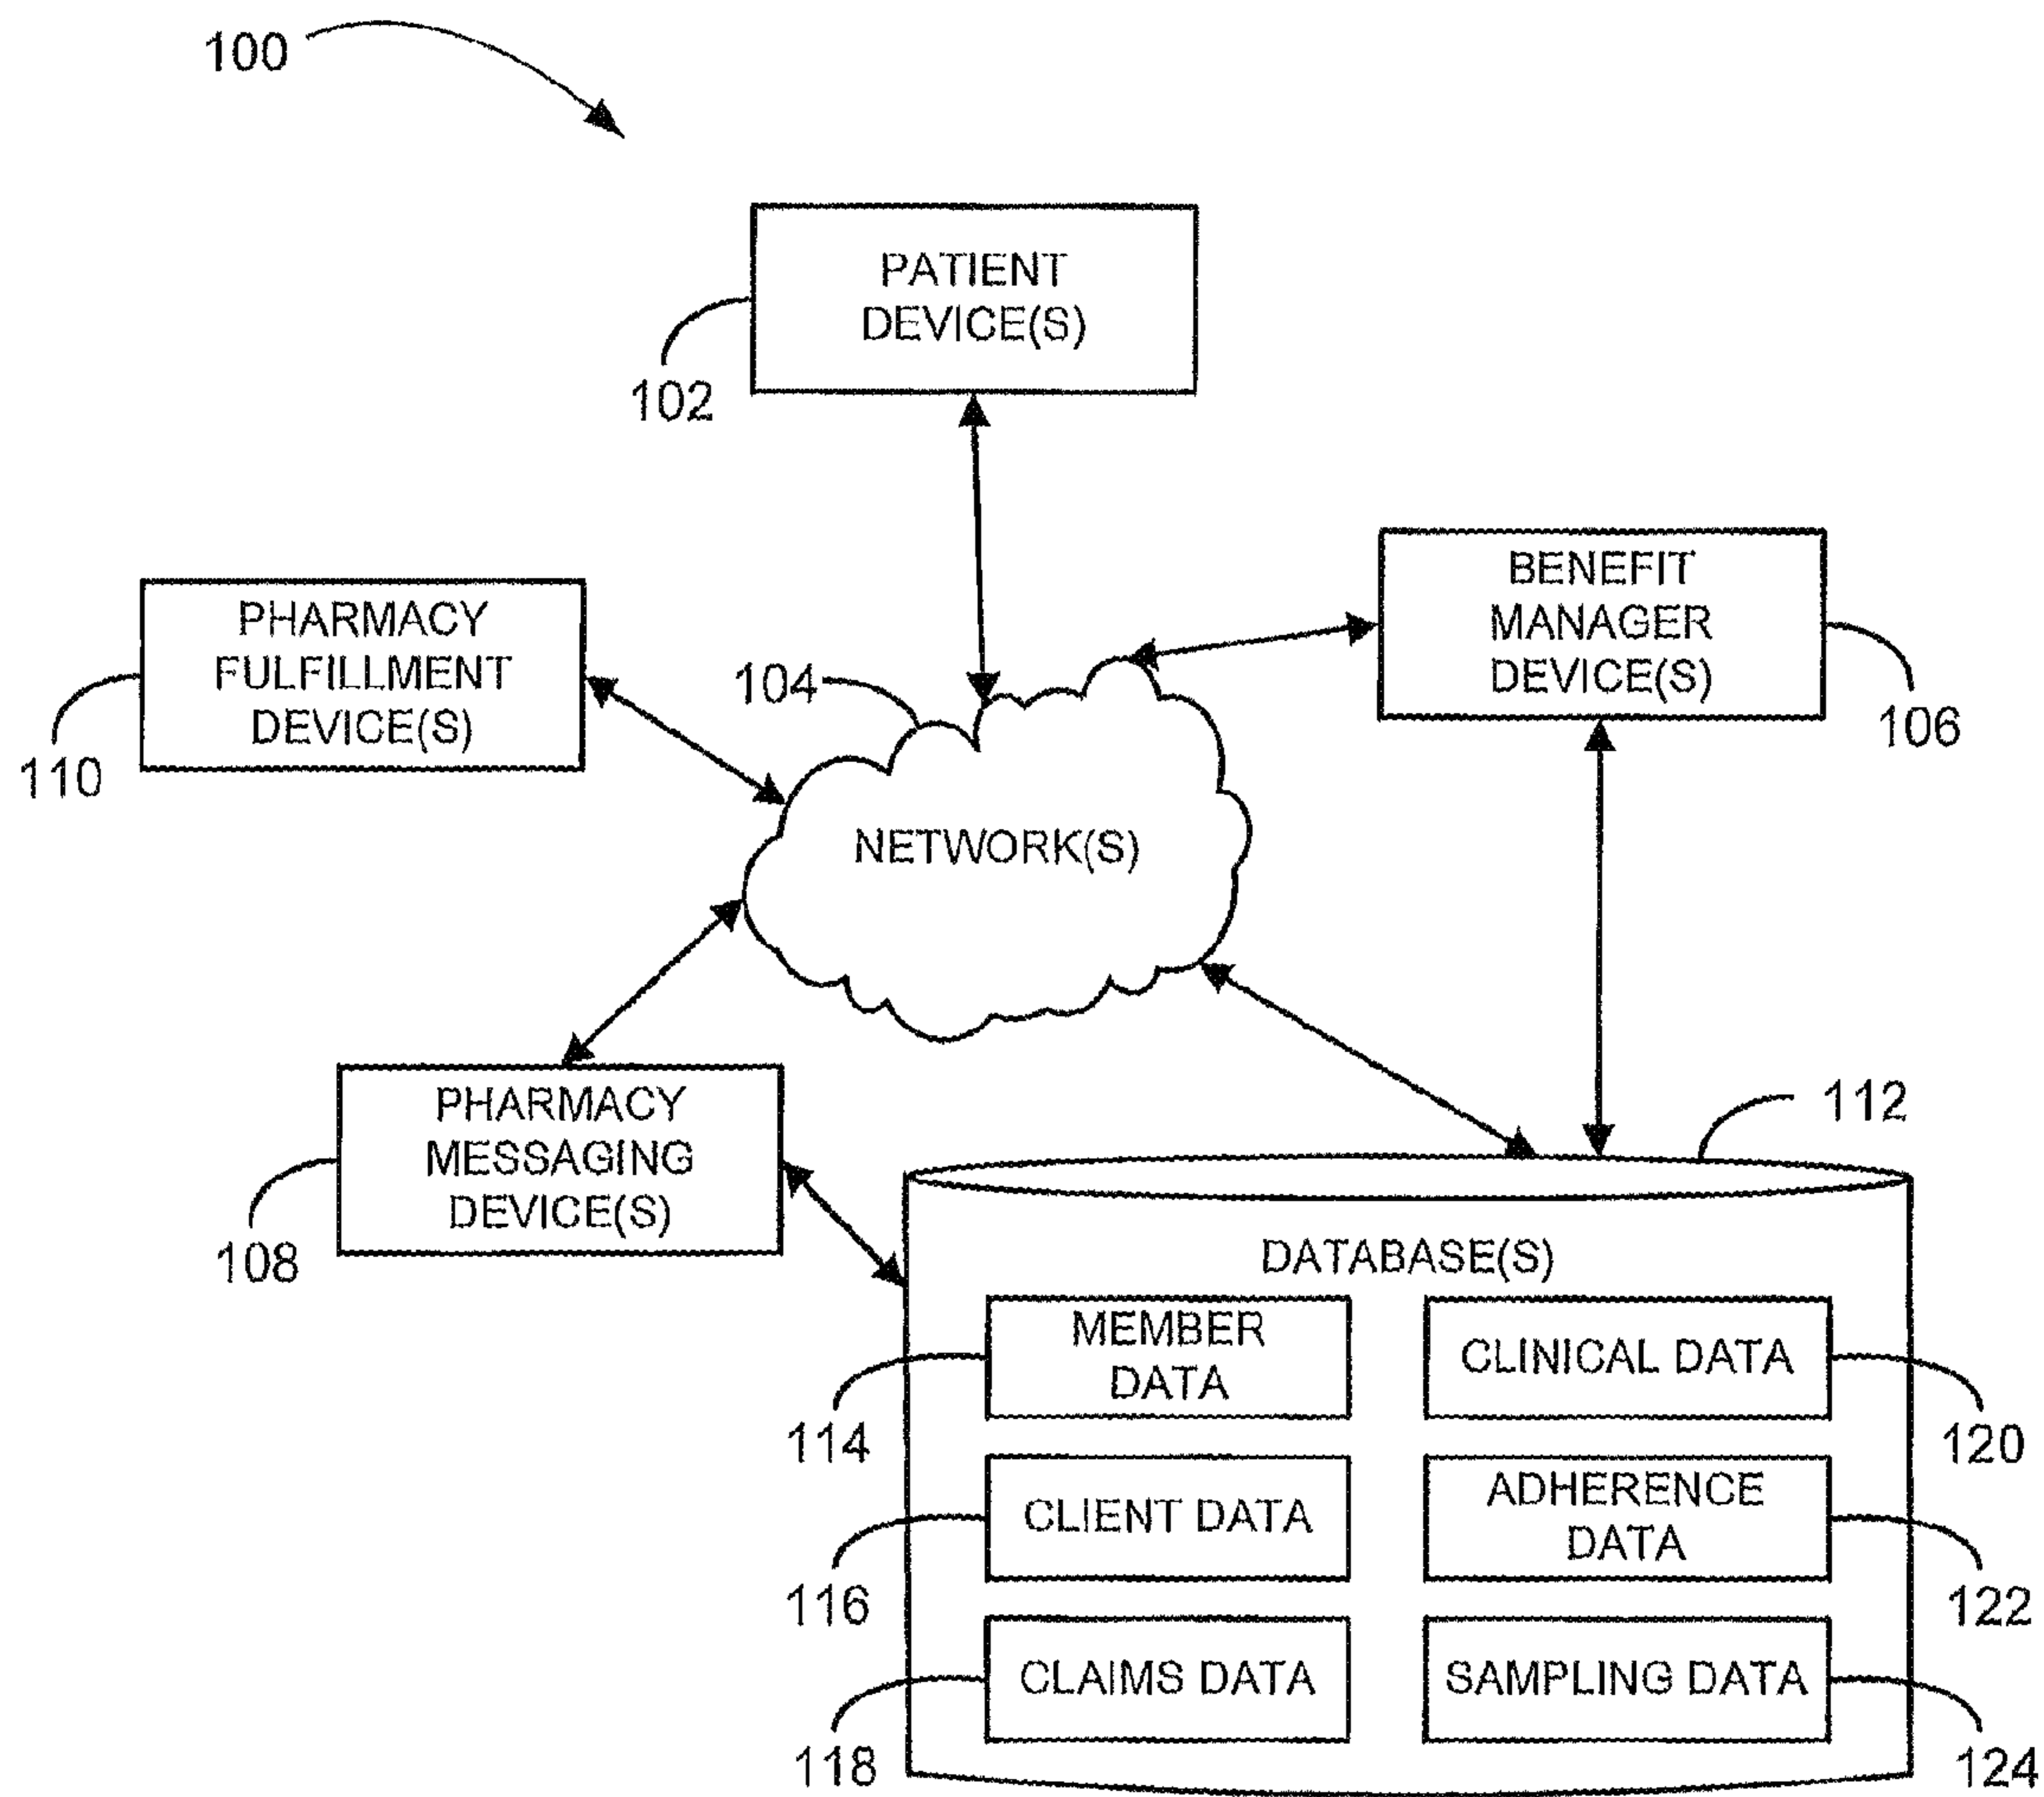 100
PATIENT
DEVICE(S)
102
BENEFIT
MANAGER
DEVICE(S)
106
PHARMACY
FULFILLMENT
DEVICE(S)
110
104
NETWORK(S)
PHARMACY
MESSAGING
DEVICE(S)
108
112
DATABASE(S)
MEMBER
DATA
114
CLINICAL DATA
120
CLIENT DATA
116
ADHERENCE
DATA
122
CLAIMS DATA
118
SAMPLING DATA
124